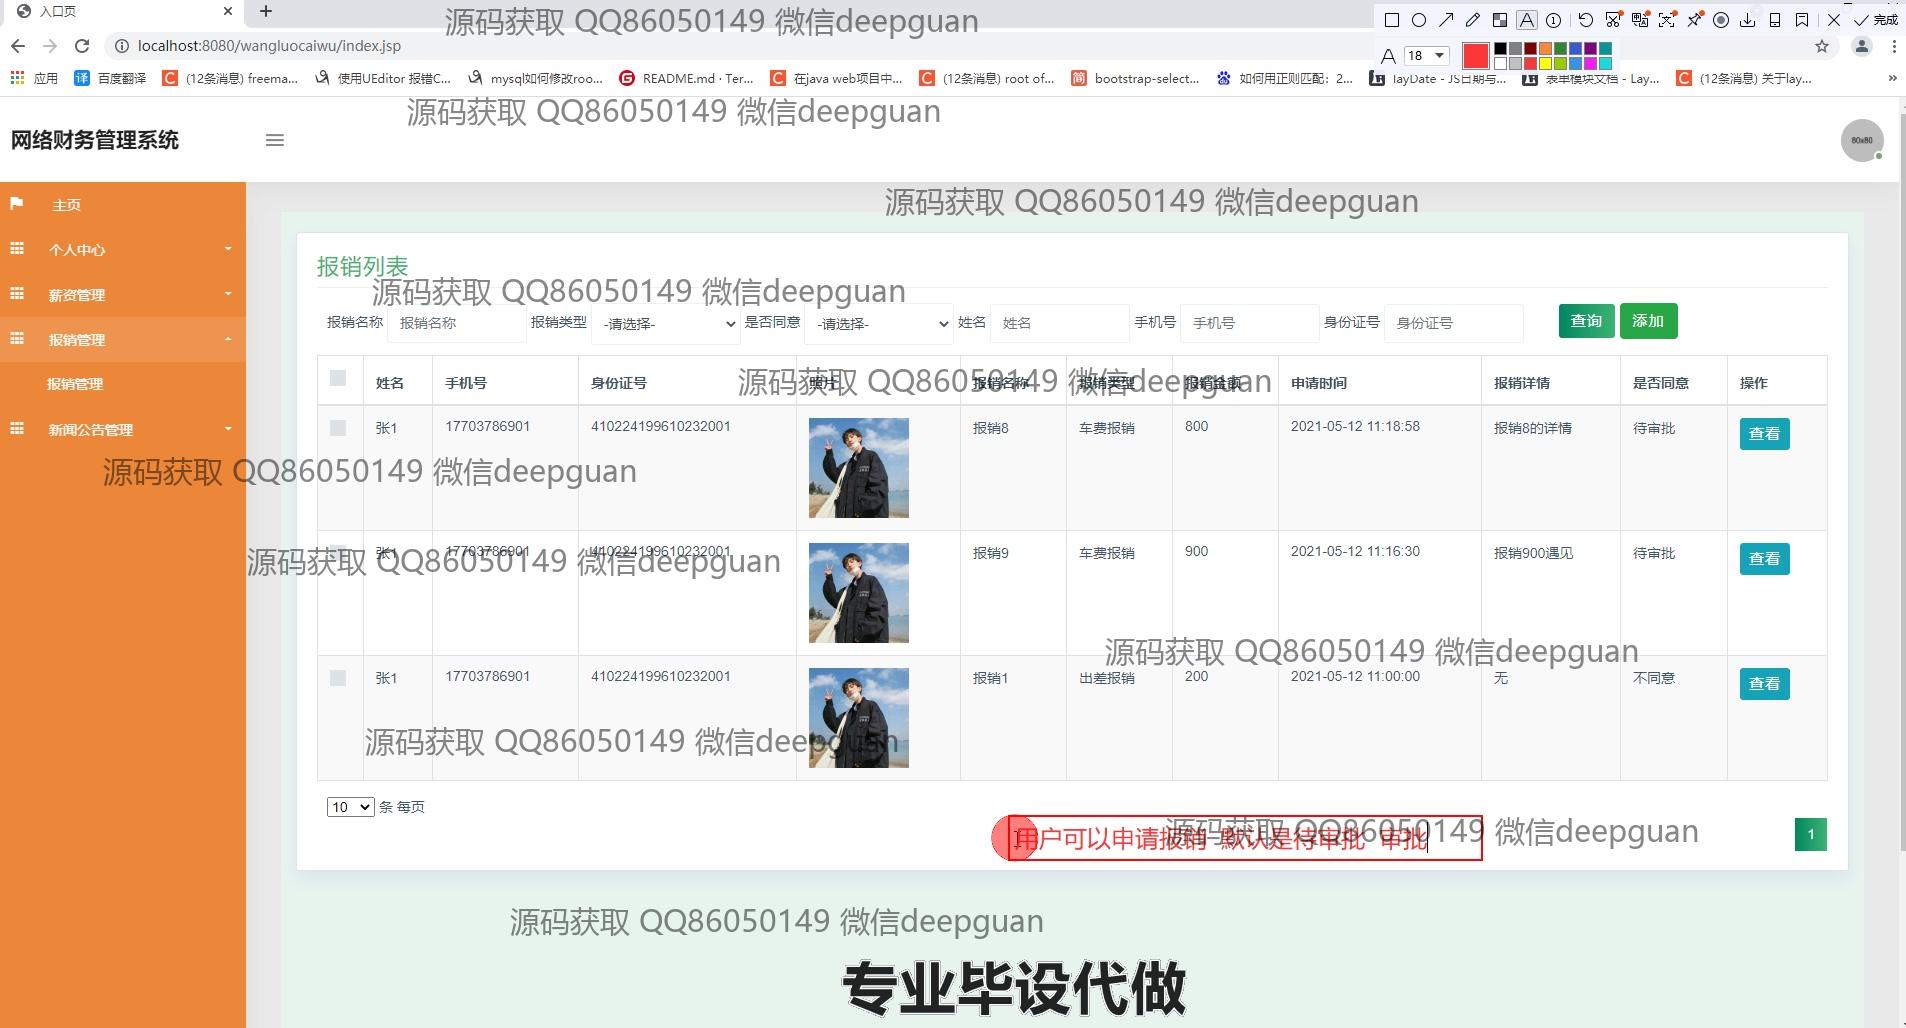 入口页
源码获取 QQ86050149 微信deepguan
18
完成
localhost:8080/wangluocaiwu/index.jsp
应用
译 百度翻译
C (12条消息) freema...
使用UEditor 报错C...
mysql如何修改roo...
README.md · Ter...
C 在java web项目中...
C (12条消息) root of...
简 bootstrap-select...
如何用正则匹配：2...
layDate - JS日期与...
表单模块文档 - Lay...
C (12条消息) 关于lay...
»
源码获取 QQ86050149 微信deepguan
网络财务管理系统
80x80
源码获取 QQ86050149 微信deepguan
主页
个人中心
薪资管理
报销管理
报销管理
新闻公告管理
报销列表
源码获取 QQ86050149 微信deepguan
报销名称 报销名称 报销类型 -请选择- 是否同意 -请选择- 姓名 姓名 手机号 手机号 身份证号 身份证号 查询 添加
姓名 手机号 身份证号 照片 报销名称 报销类型 报销金额 申请时间 报销详情 是否同意 操作
源码获取 QQ86050149 微信deepguan
张1 17703786901 410224199610232001 报销8 车费报销 800 2021-05-12 11:18:58 报销8的详情 待审批 查看
源码获取 QQ86050149 微信deepguan
张1 17703786901 410224199610232001 报销9 车费报销 900 2021-05-12 11:16:30 报销900遇见 待审批 查看
源码获取 QQ86050149 微信deepguan
源码获取 QQ86050149 微信deepguan
张1 17703786901 410224199610232001 报销1 出差报销 200 2021-05-12 11:00:00 无 不同意 查看
源码获取 QQ86050149 微信deepguan
10 条 每页
用户可以申请报销 默认是待审批 审批
源码获取 QQ86050149 微信deepguan
1
源码获取 QQ86050149 微信deepguan
专业毕设代做